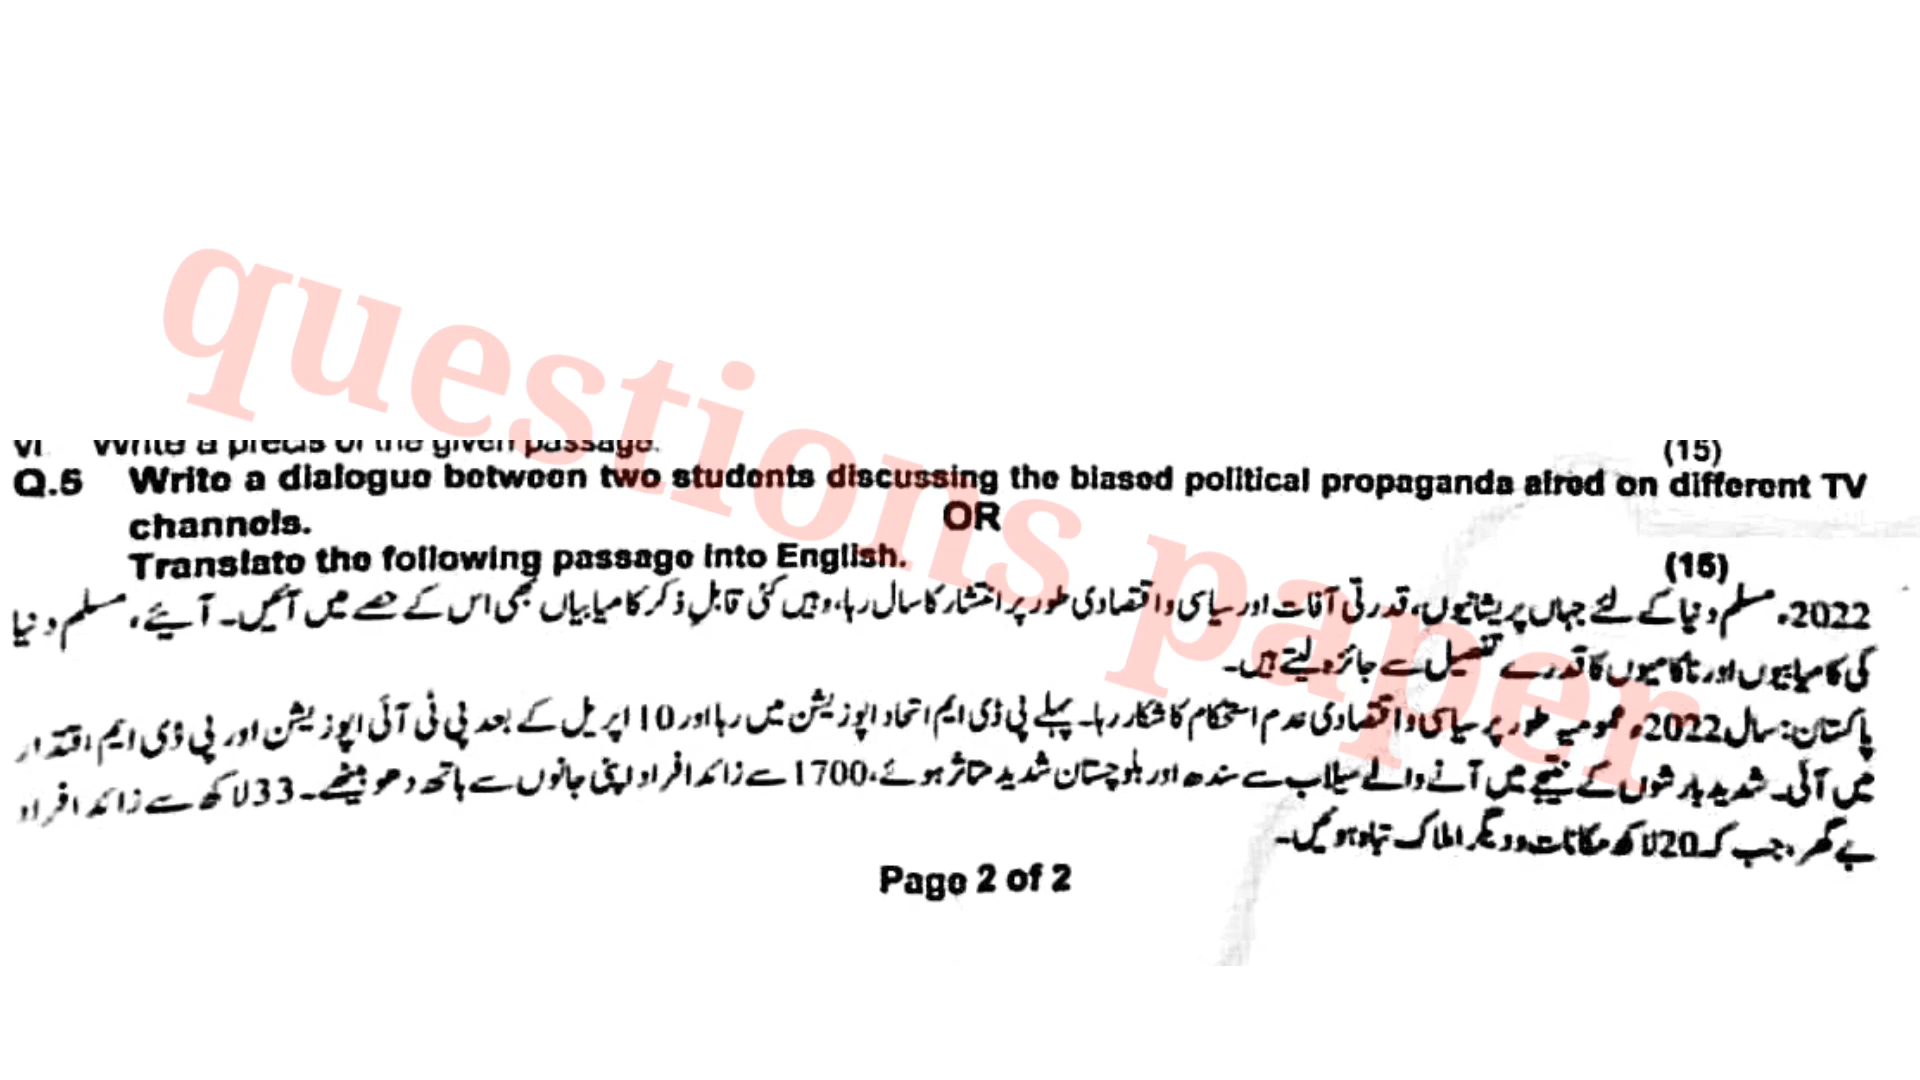 questions paper
vi Write a precis of the given passage. (15)
Q.5 Write a dialogue between two students discussing the biased political propaganda aired on different TV
channels. OR
Translate the following passage into English. (15)
2022ء مسلم دنیا کے لئے جہاں پریشانیوں، قدرتی آفات اور سیاسی و اقتصادی طور پر انتشار کا سال رہا، وہیں کئی قابلِ ذکر کامیابیاں بھی اس کے حصے میں آئیں۔ آیئے، مسلم دنیا
کی کامیابیوں اور ناکامیوں کا قدرے تفصیل سے جائزہ لیتے ہیں۔
پاکستان: سال 2022ء مجموعی طور پر سیاسی و اقتصادی عدم استحکام کا شکار رہا۔ پہلے پی ڈی ایم اتحاد اپوزیشن میں رہا اور 10 اپریل کے بعد پی ٹی آئی اپوزیشن اور پی ڈی ایم اقتدار
میں آئی۔ شدید بارشوں کے نتیجے میں آنے والے سیلاب سے سندھ اور بلوچستان شدید متاثر ہوئے، 1700 سے زائد افراد اپنی جانوں سے ہاتھ دھو بیٹھے۔ 33 لاکھ سے زائد افراد
بے گھر، جب کہ 20 لاکھ مکانات و دیگر املاک تباہ ہوئیں۔
Page 2 of 2